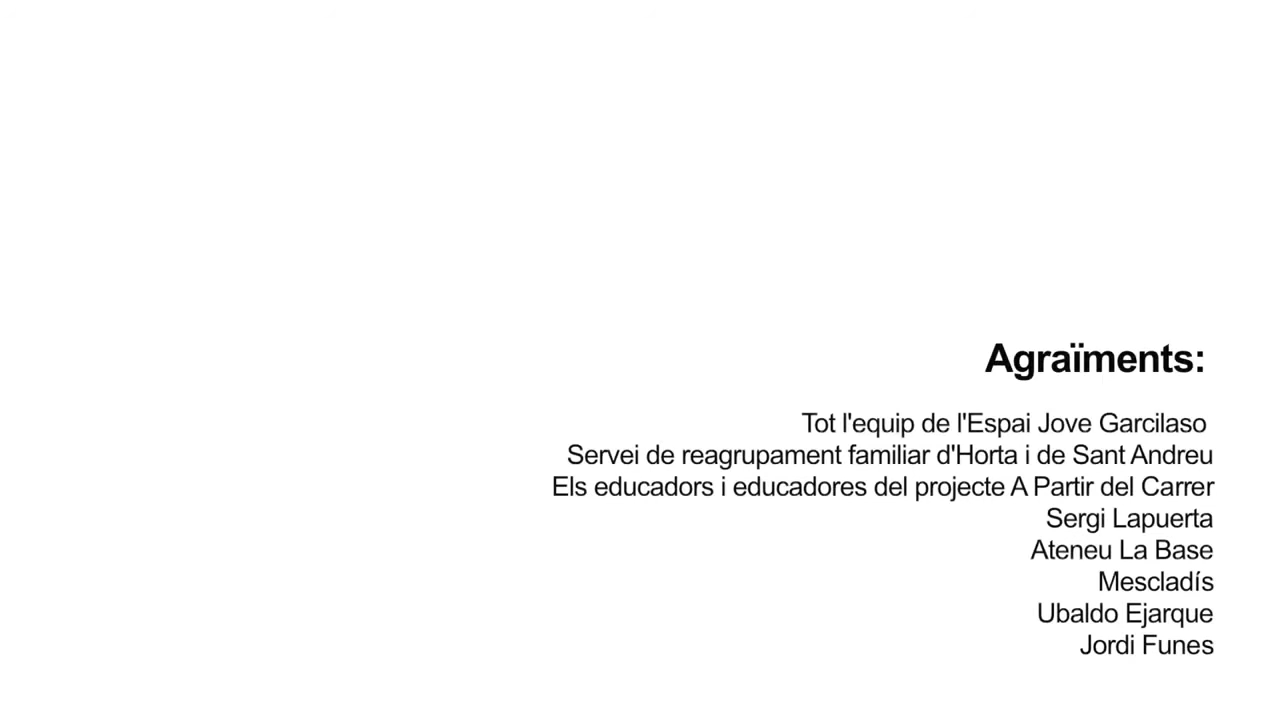 Agraïments:
Tot l'equip de l'Espai Jove Garcilaso
Servei de reagrupament familiar d'Horta i de Sant Andreu
Els educadors i educadores del projecte A Partir del Carrer
Sergi Lapuerta
Ateneu La Base
Mescladís
Ubaldo Ejarque
Jordi Funes